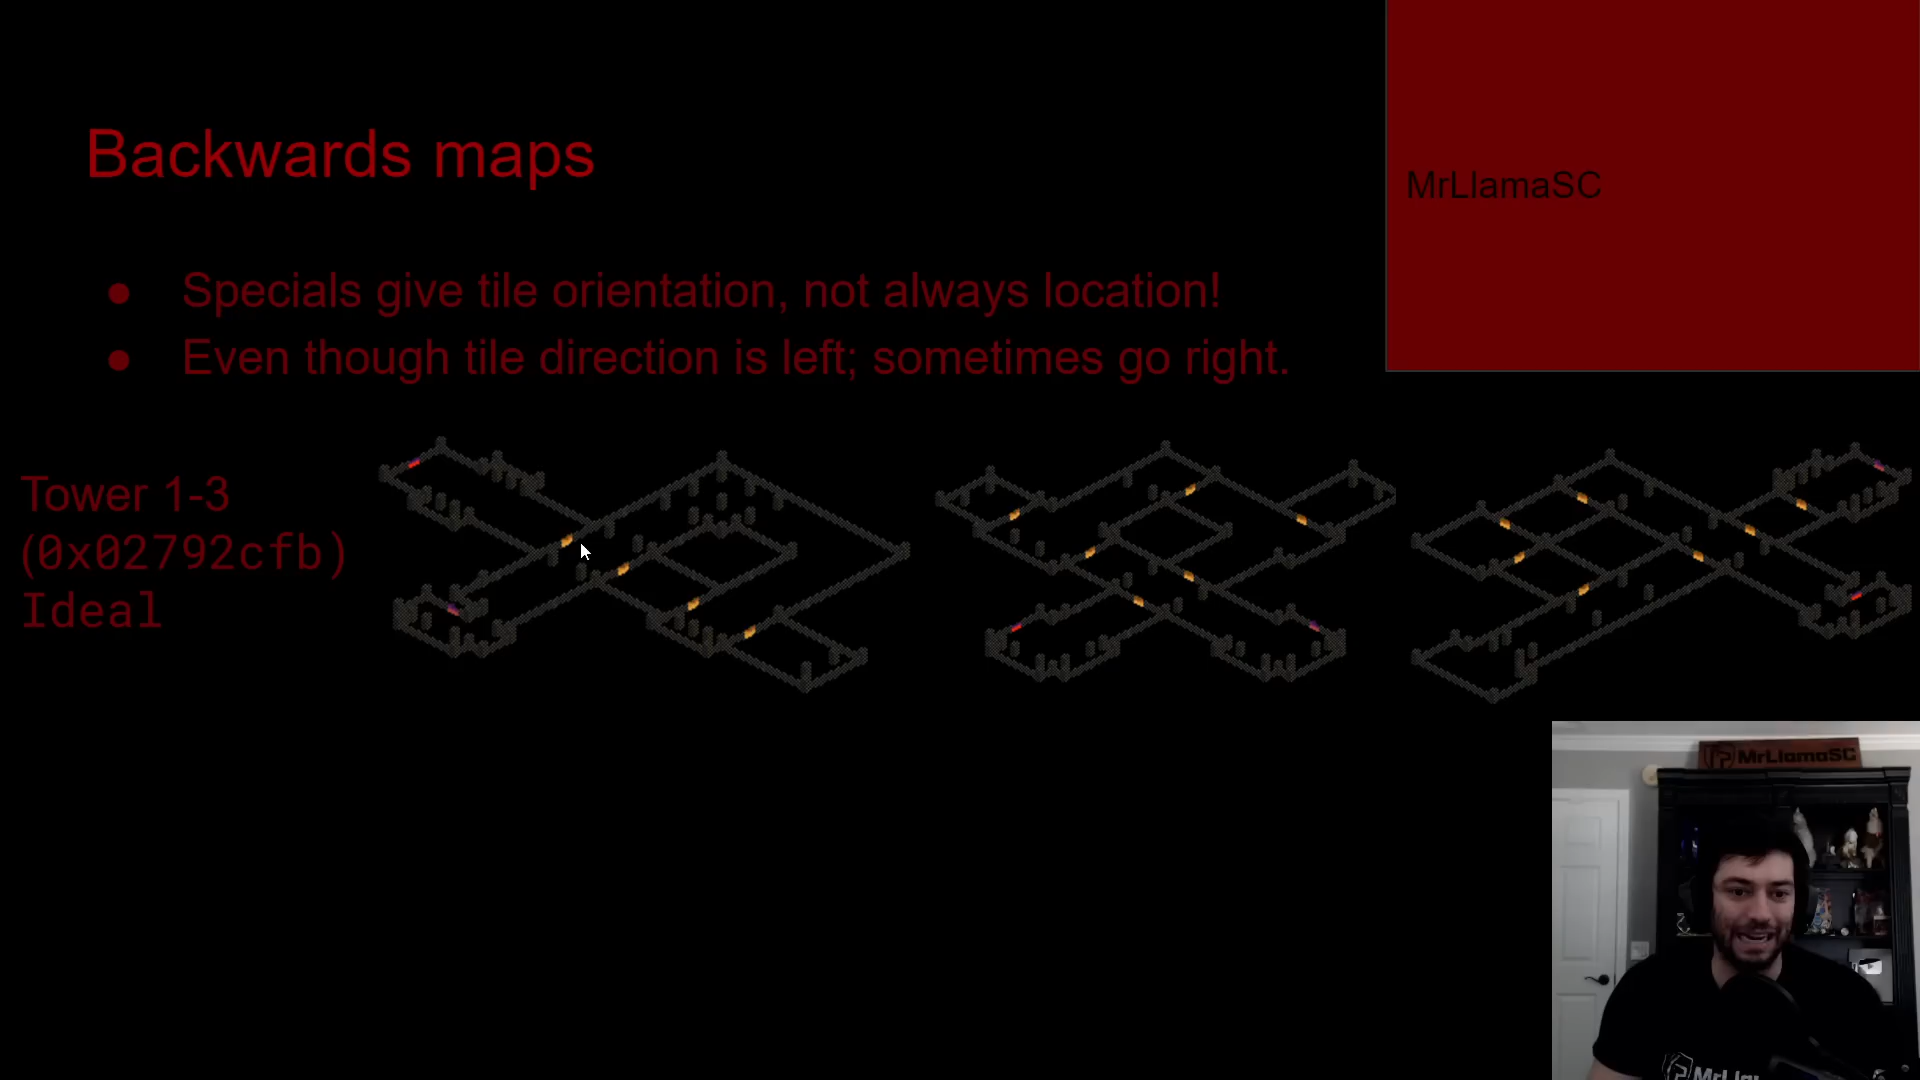 Backwards maps
MrLlamaSC
● Specials give tile orientation, not always location!
● Even though tile direction is left; sometimes go right.
Tower 1-3
(0x02792cfb)
Ideal
MrLlamaSC